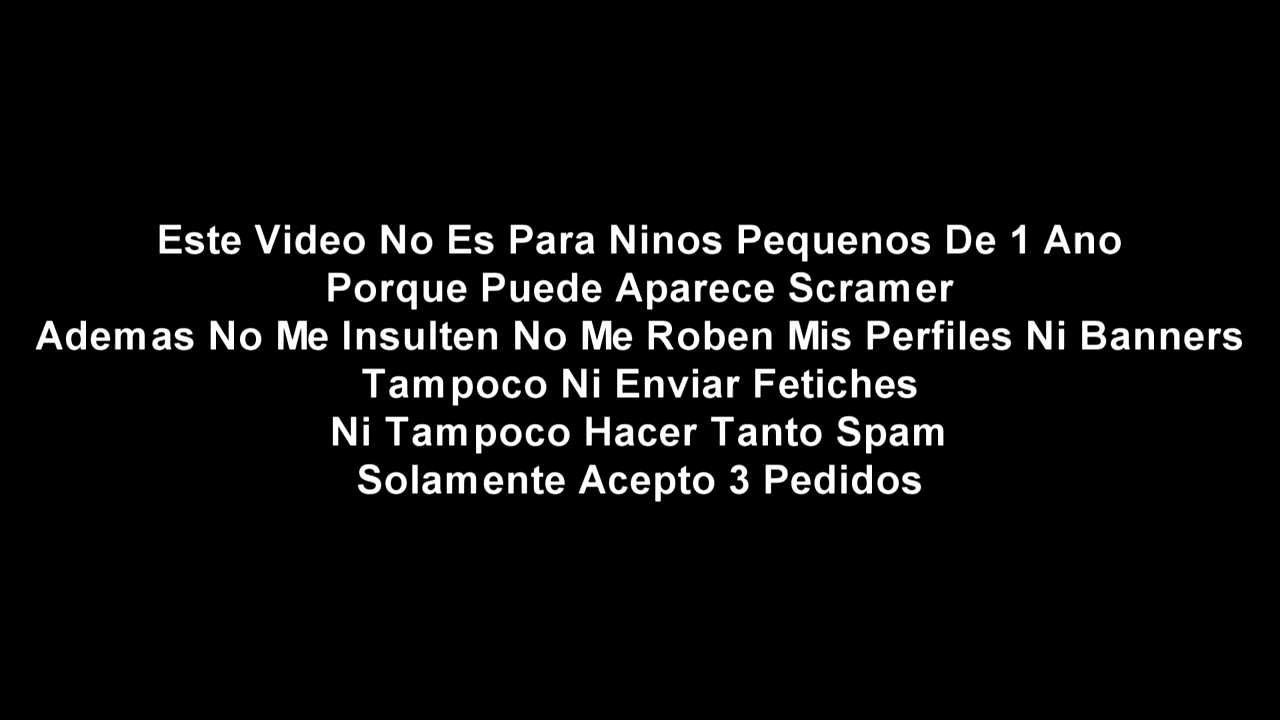 Este Video No Es Para Ninos Pequenos De 1 Ano
Porque Puede Aparece Scramer
Ademas No Me Insulten No Me Roben Mis Perfiles Ni Banners
Tampoco Ni Enviar Fetiches
Ni Tampoco Hacer Tanto Spam
Solamente Acepto 3 Pedidos